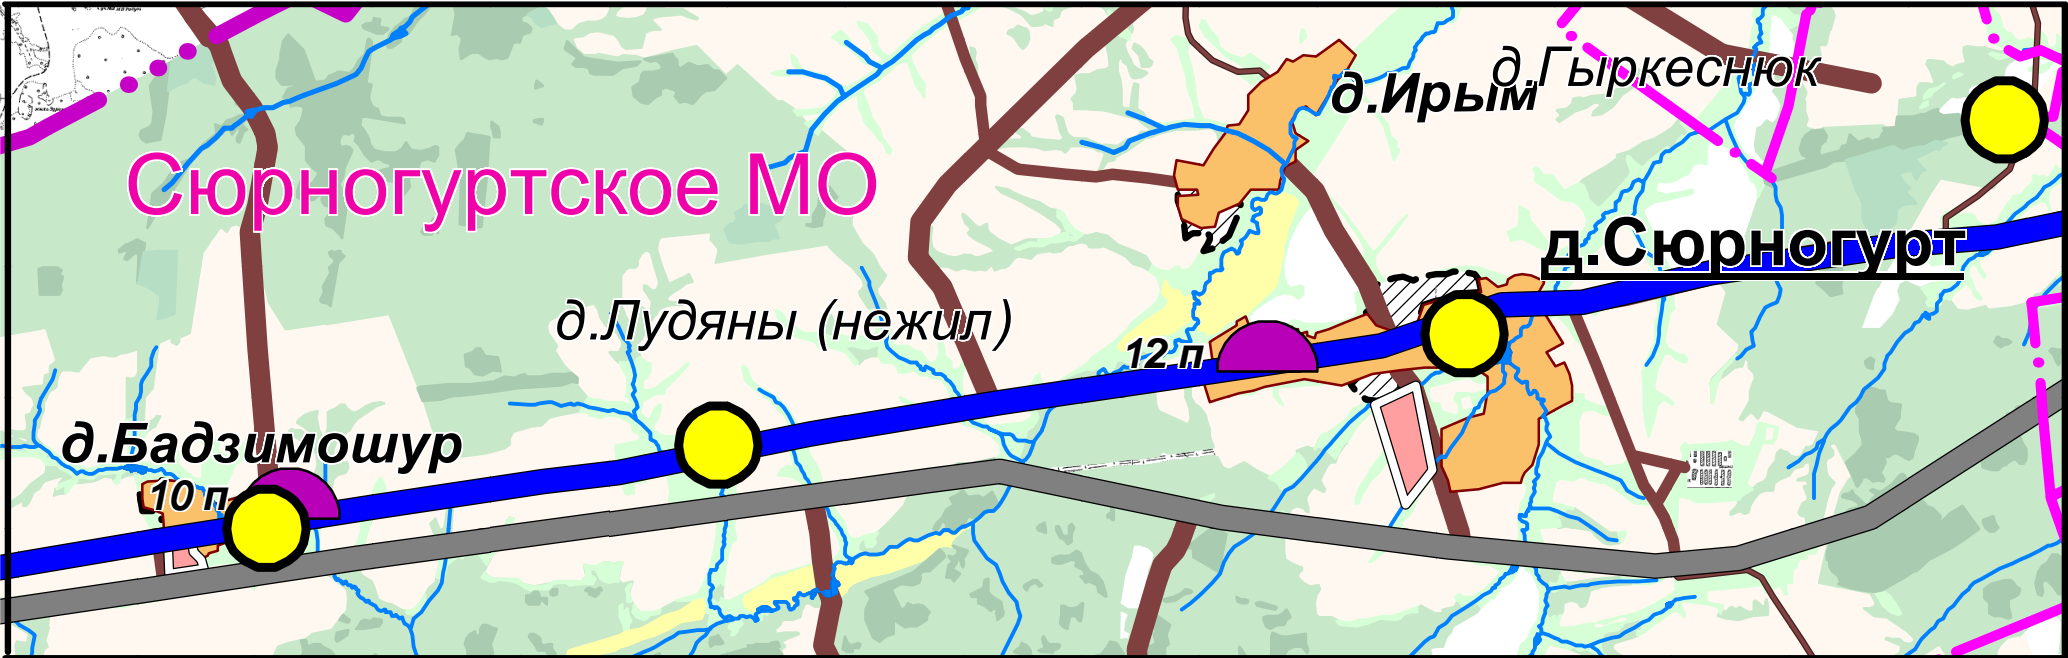 д.Гыркеснюк
д.Ирым
Сюрногуртское МО
д.Сюрногурт
д.Лудяны (нежил)
12 п
д.Бадзимошур
10 п